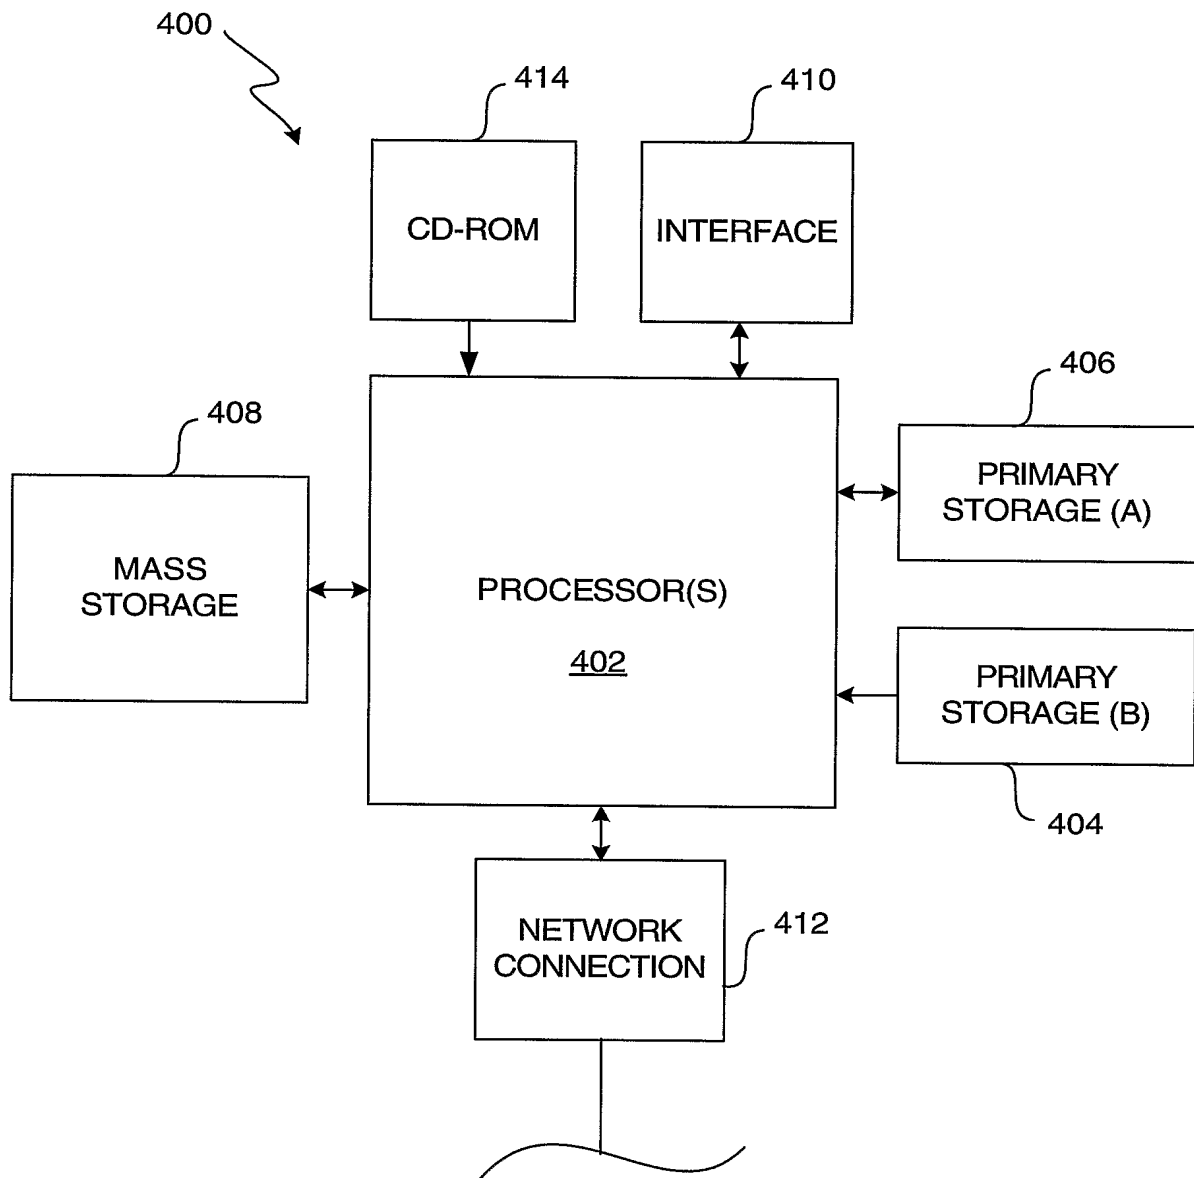 400
414
410
CD-ROM
INTERFACE
406
408
PRIMARY
STORAGE (A)
MASS
STORAGE
PROCESSOR(S)
402
PRIMARY
STORAGE (B)
404
NETWORK
CONNECTION
412